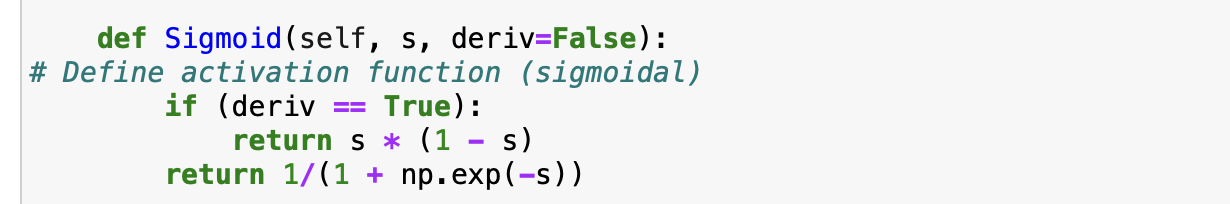 def Sigmoid(self, s, deriv=False):
# Define activation function (sigmoidal)
        if (deriv == True):
            return s * (1 - s)
        return 1/(1 + np.exp(-s))